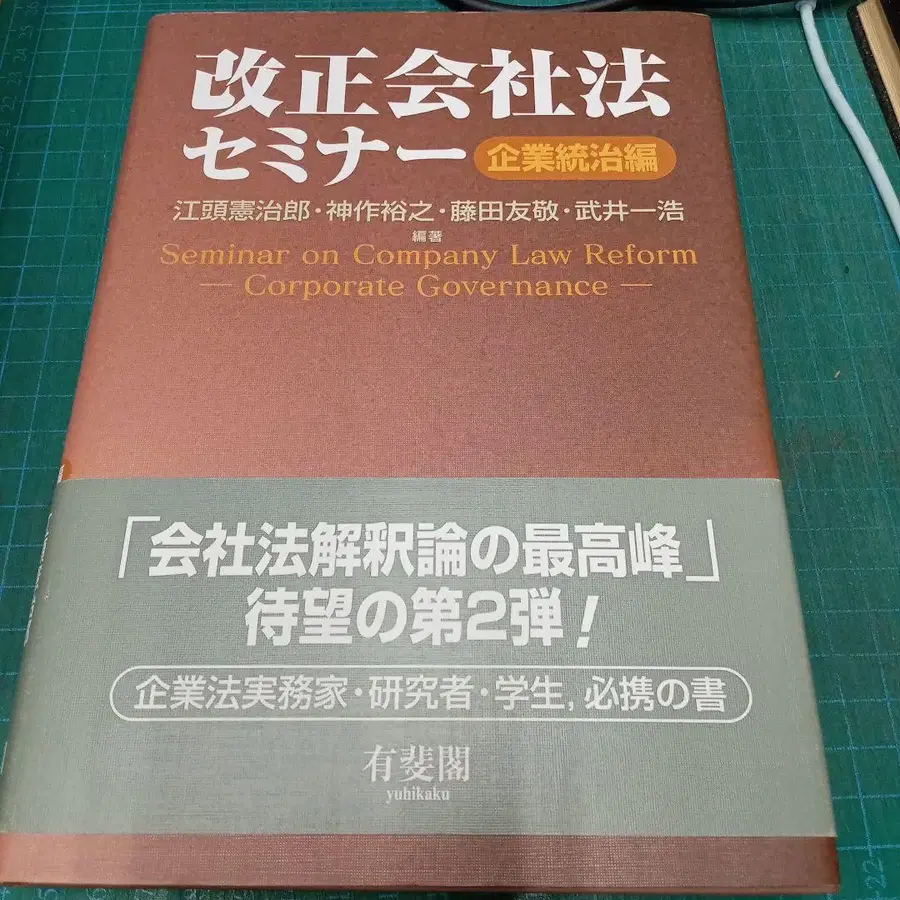 改正会社法
セミナー 企業統治編
江頭憲治郎・神作裕之・藤田友敬・武井一浩
編著
Seminar on Company Law Reform
— Corporate Governance —
「会社法解釈論の最高峰」
待望の第2弾!
企業法実務家・研究者・学生,必携の書
有斐閣
yuhikaku